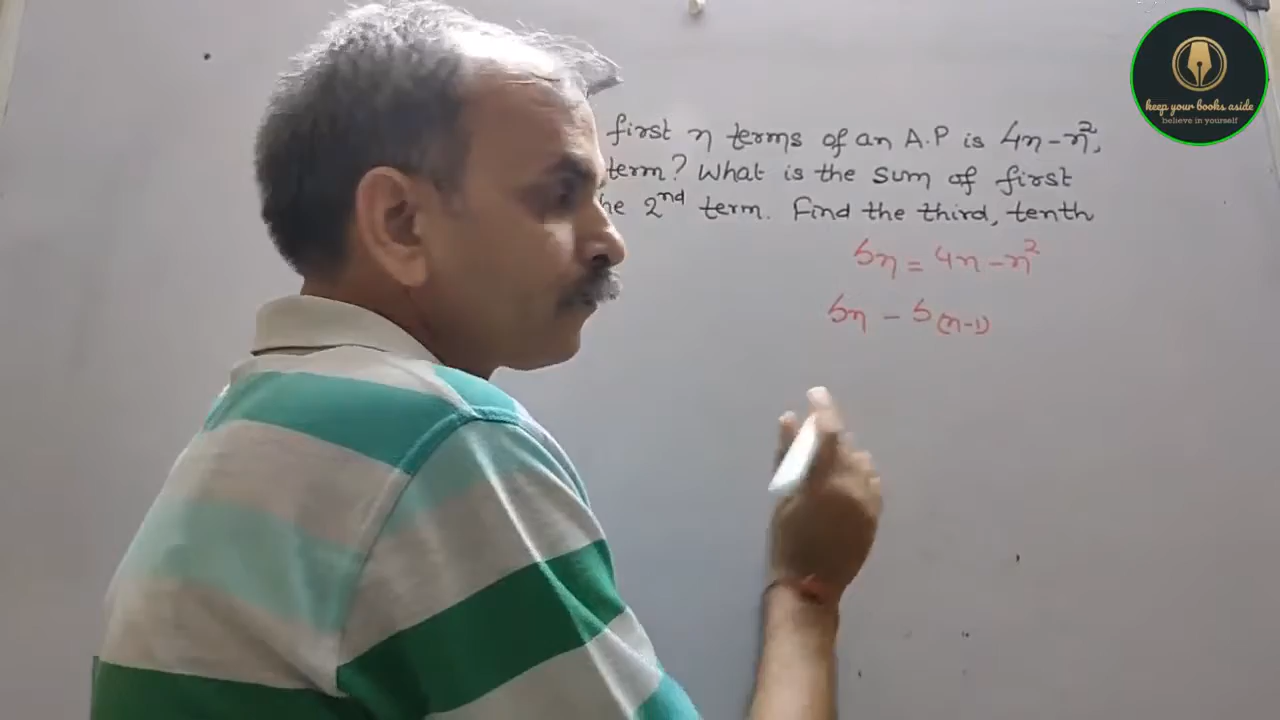 first n terms of an A.P is 4n-n²,
term? What is the sum of first
he 2nd term. Find the third, tenth
Sn = 4n-n²
Sn - S(n-1)
keep your books aside
believe in yourself